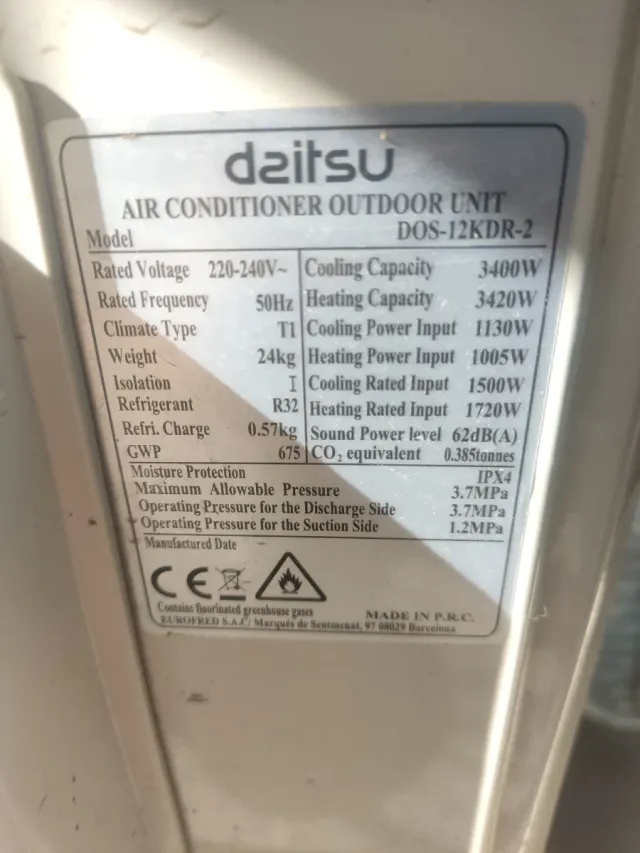 daitsu
AIR CONDITIONER OUTDOOR UNIT
Model DOS-12KDR-2
Rated Voltage 220-240V~
Rated Frequency 50Hz
Climate Type T1
Weight 24kg
Isolation I
Refrigerant R32
Refri. Charge 0.57kg
GWP 675
Cooling Capacity 3400W
Heating Capacity 3420W
Cooling Power Input 1130W
Heating Power Input 1005W
Cooling Rated Input 1500W
Heating Rated Input 1720W
Sound Power level 62dB(A)
CO₂ equivalent 0.385tonnes
Moisture Protection IPX4
Maximum Allowable Pressure 3.7MPa
Operating Pressure for the Discharge Side 3.7MPa
Operating Pressure for the Suction Side 1.2MPa
Manufactured Date
CE
Contains fluorinated greenhouse gases
MADE IN P.R.C.
EUROFRED S.A.C/ Marqués de Sentmenat, 97 08029 Barcelona